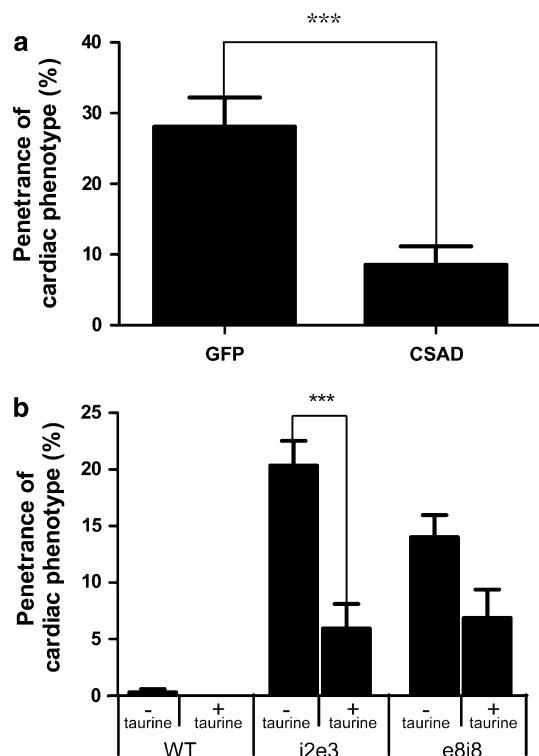 a
***
Penetrance of
cardiac phenotype (%)
40
30
20
10
0
GFP CSAD
b
***
Penetrance of
cardiac phenotype (%)
25
20
15
10
5
0
- + - + - +
taurine taurine taurine taurine taurine taurine
WT i2e3 e8i8